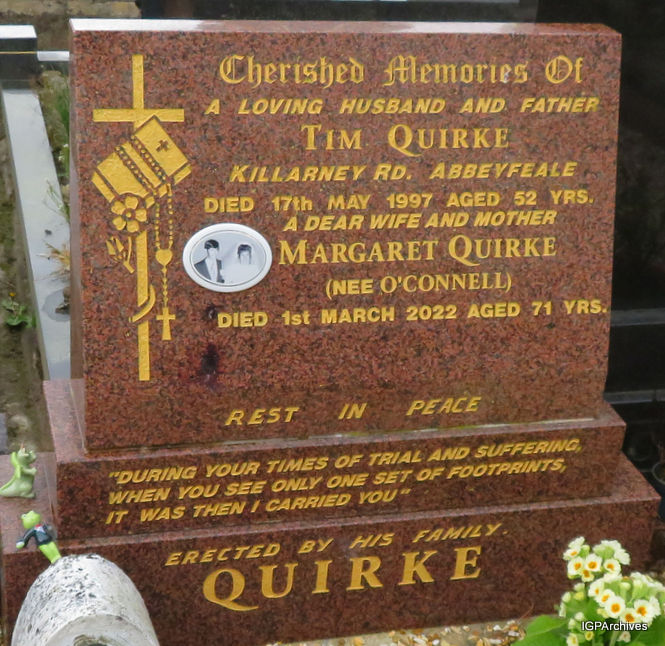 Cherished Memories Of
A LOVING HUSBAND AND FATHER
TIM QUIRKE
KILLARNEY RD. ABBEYFEALE
DIED 17th MAY 1997 AGED 52 YRS.
A DEAR WIFE AND MOTHER
MARGARET QUIRKE
(NEE O'CONNELL)
DIED 1st MARCH 2022 AGED 71 YRS.
REST IN PEACE
"DURING YOUR TIMES OF TRIAL AND SUFFERING,
WHEN YOU SEE ONLY ONE SET OF FOOTPRINTS,
IT WAS THEN I CARRIED YOU"
ERECTED BY HIS FAMILY.
QUIRKE
IGPArchives